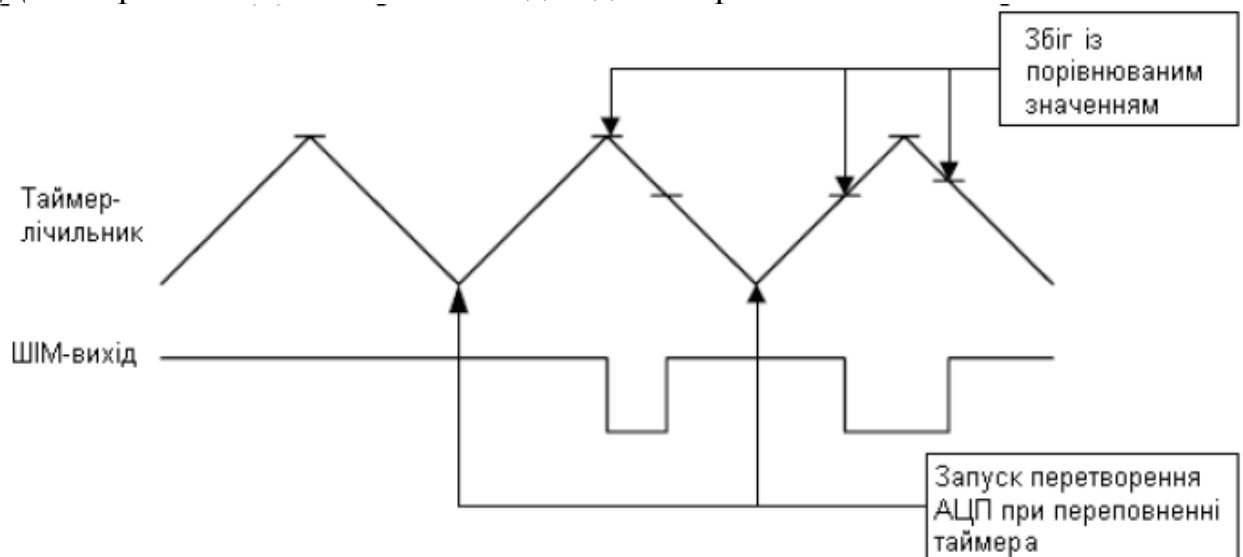 Збіг із
порівнюваним
значенням
Таймер-
лічильник
ШІМ-вихід
Запуск перетворення
АЦП при переповненні
таймера